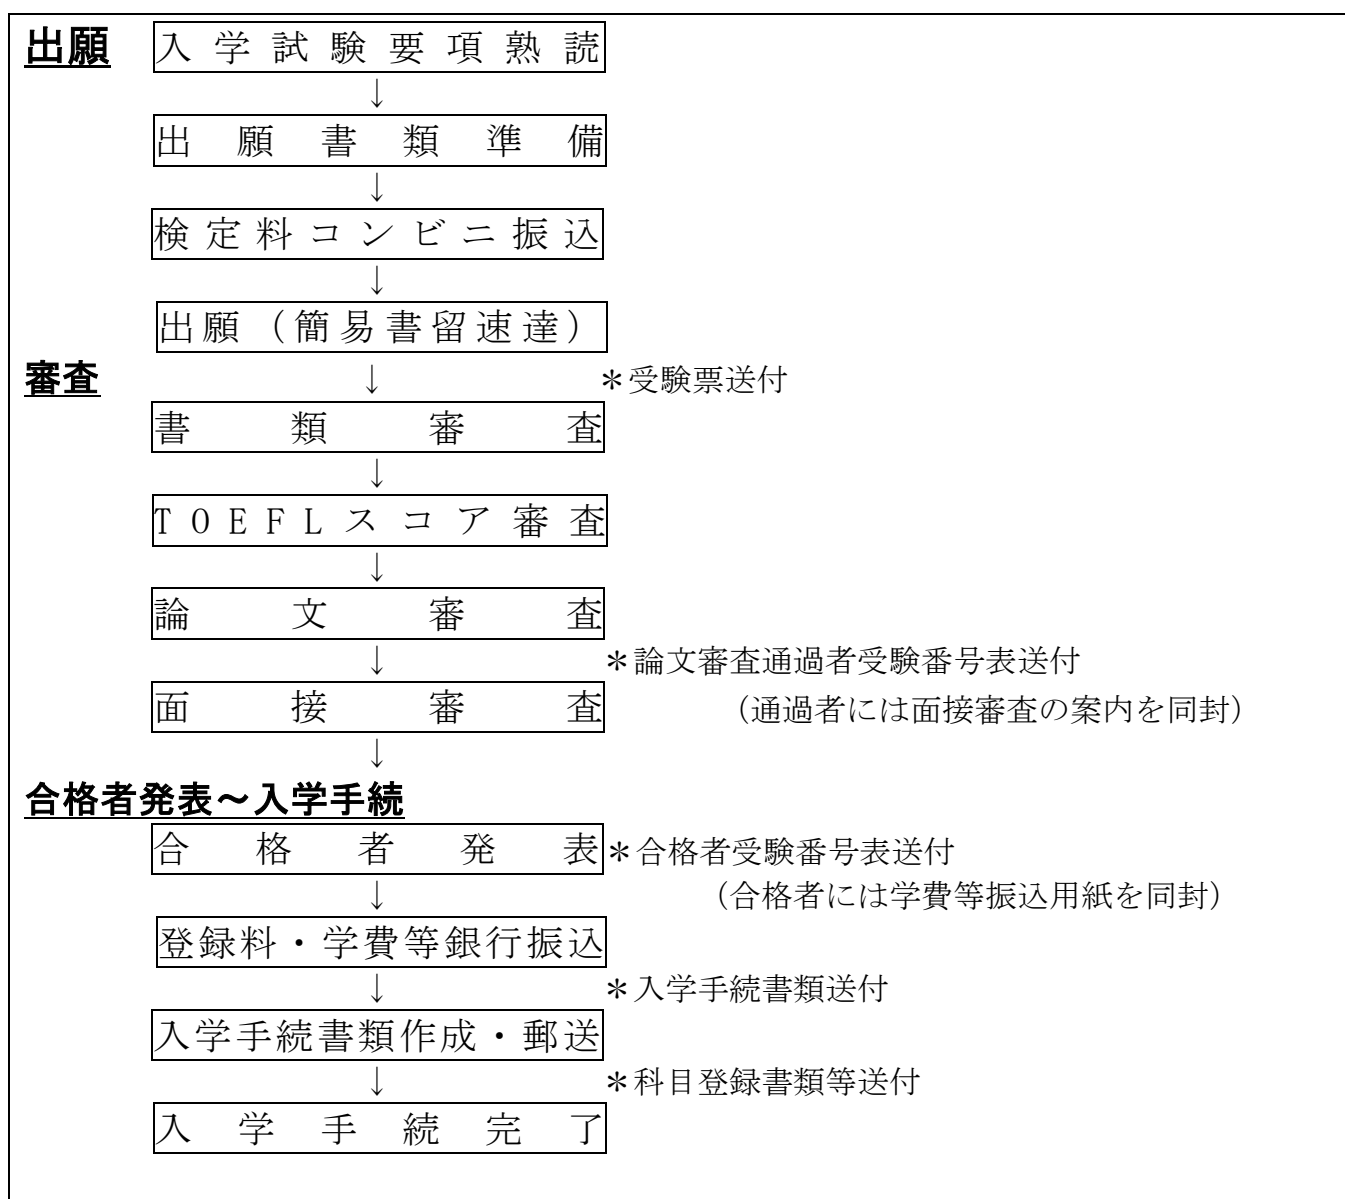 出願 入学試験要項熟読
↓
出願書類準備
↓
検定料コンビニ振込
↓
出願（簡易書留速達）
審査 ↓ ＊受験票送付
書類審査
↓
TOEFLスコア審査
↓
論文審査
↓ ＊論文審査通過者受験番号表送付
面接審査 （通過者には面接審査の案内を同封）
↓
合格者発表～入学手続
合格者発表 ＊合格者受験番号表送付
↓ （合格者には学費等振込用紙を同封）
登録料・学費等銀行振込
↓ ＊入学手続書類送付
入学手続書類作成・郵送
↓ ＊科目登録書類等送付
入学手続完了